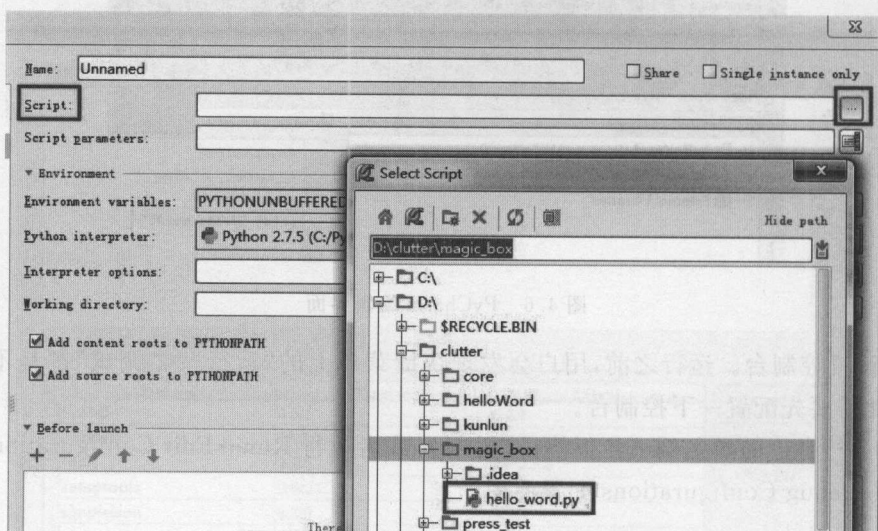 Name: Unnamed
Share
Single instance only
Script:
...
Script parameters:
Environment
Environment variables: PYTHONUNBUFFERED
Python interpreter: Python 2.7.5 (C:/Py
Interpreter options:
Working directory:
Add content roots to PYTHONPATH
Add source roots to PYTHONPATH
Before launch
There
Select Script
Hide path
D:\clutter\magic_box
C:\
D:\
$RECYCLE.BIN
clutter
core
helloWord
kunlun
magic_box
.idea
hello_word.py
press_test